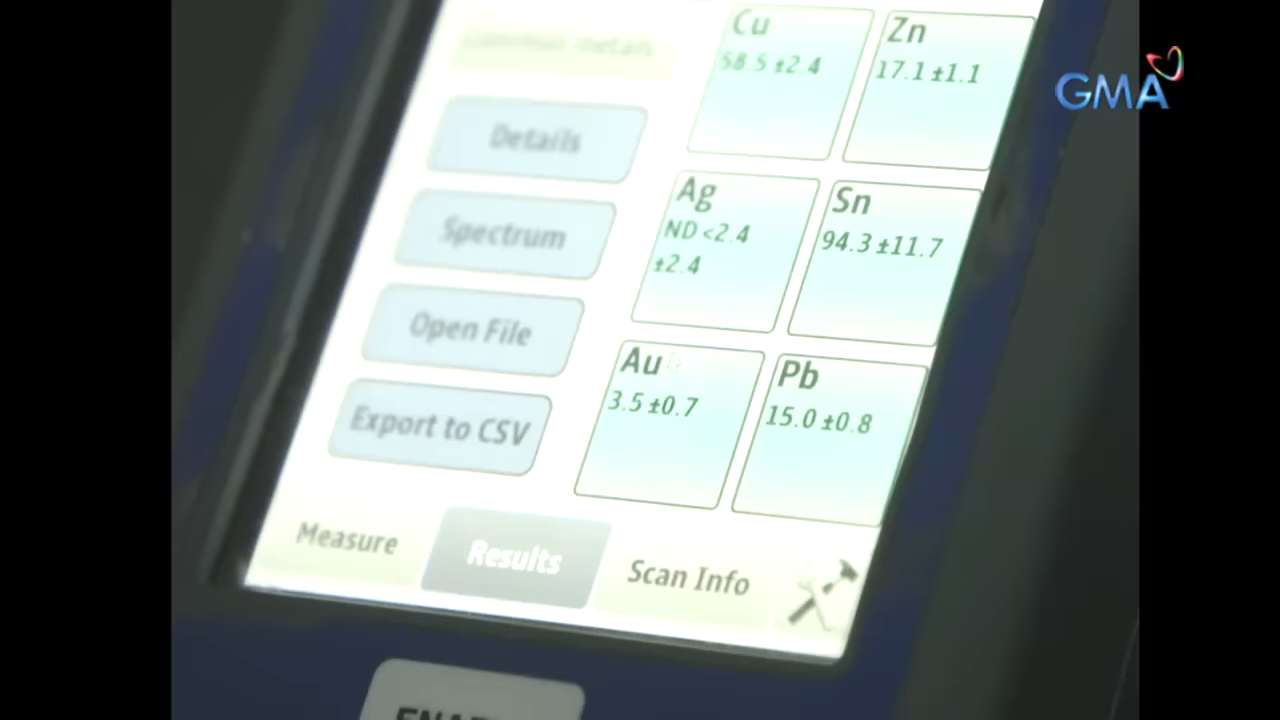 Common metals
Cu
58.5 ±2.4
Zn
17.1 ±1.1
GMA
Details
Ag
ND <2.4
±2.4
Sn
94.3 ±11.7
Spectrum
Open File
Au
3.5 ±0.7
Pb
15.0 ±0.8
Export to CSV
Measure
Results
Scan Info